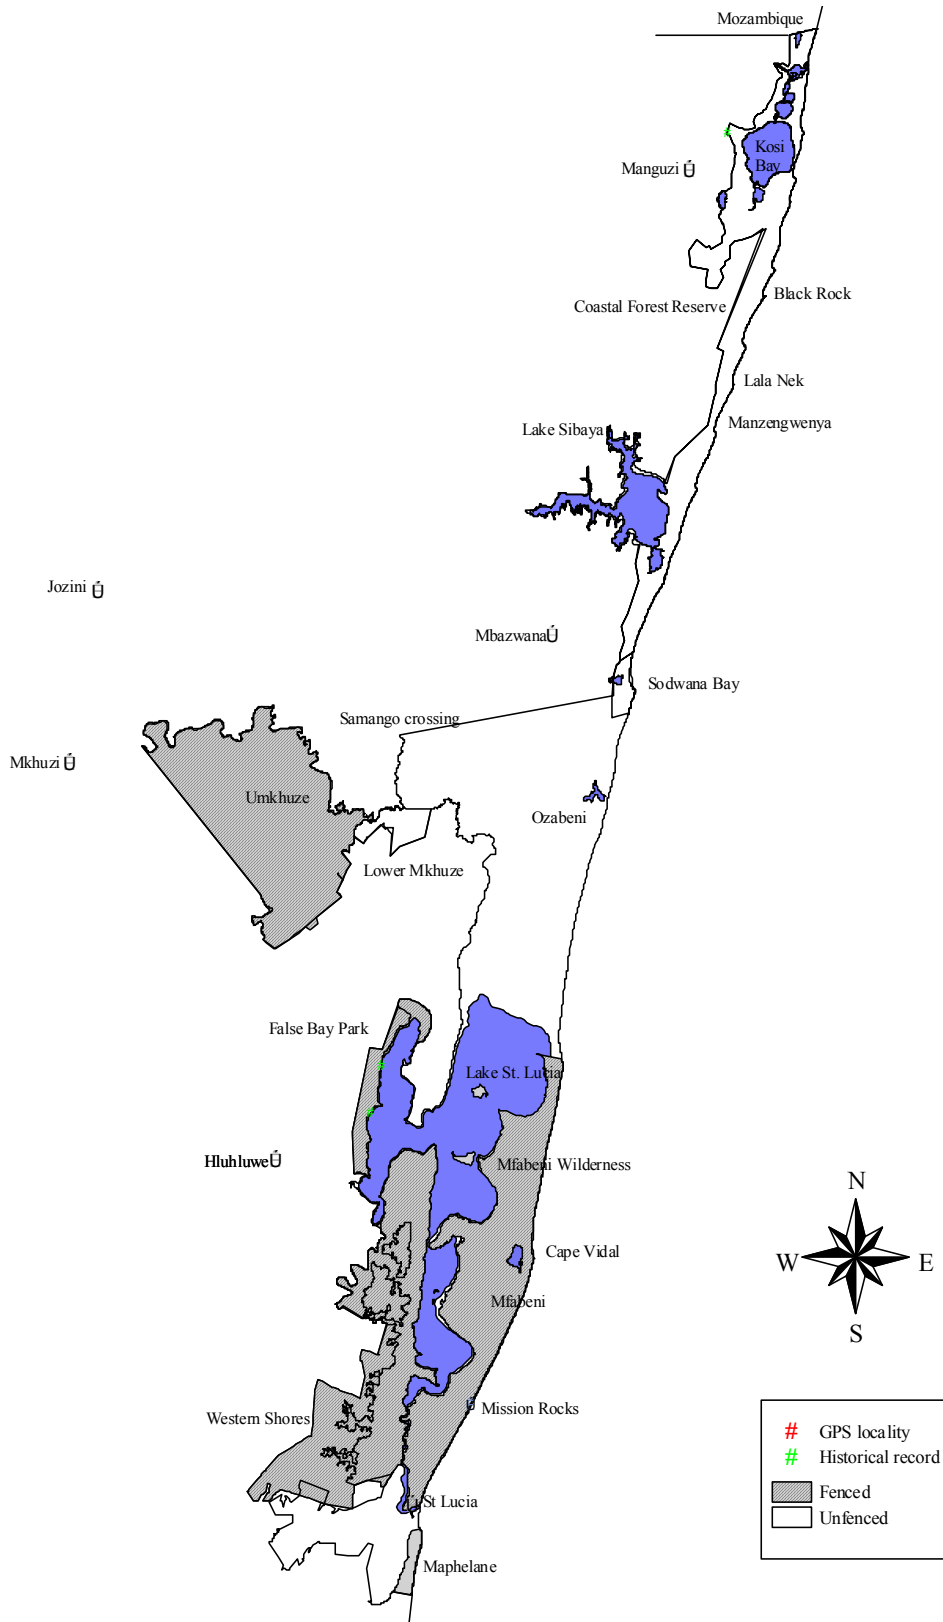 Mozambique
Kosi
Bay
Manguzi
Coastal Forest Reserve
Black Rock
Lala Nek
Manzengwenya
Lake Sibaya
Jozini
Mbazwana
Sodwana Bay
Samango crossing
Mkhuzi
Umkhuze
Ozabeni
Lower Mkhuze
False Bay Park
Lake St. Lucia
Hluhluwe
Mfabeni Wilderness
Cape Vidal
Mfabeni
N
W
E
S
Mission Rocks
Western Shores
St Lucia
Maphelane
# GPS locality
# Historical record
Fenced
Unfenced